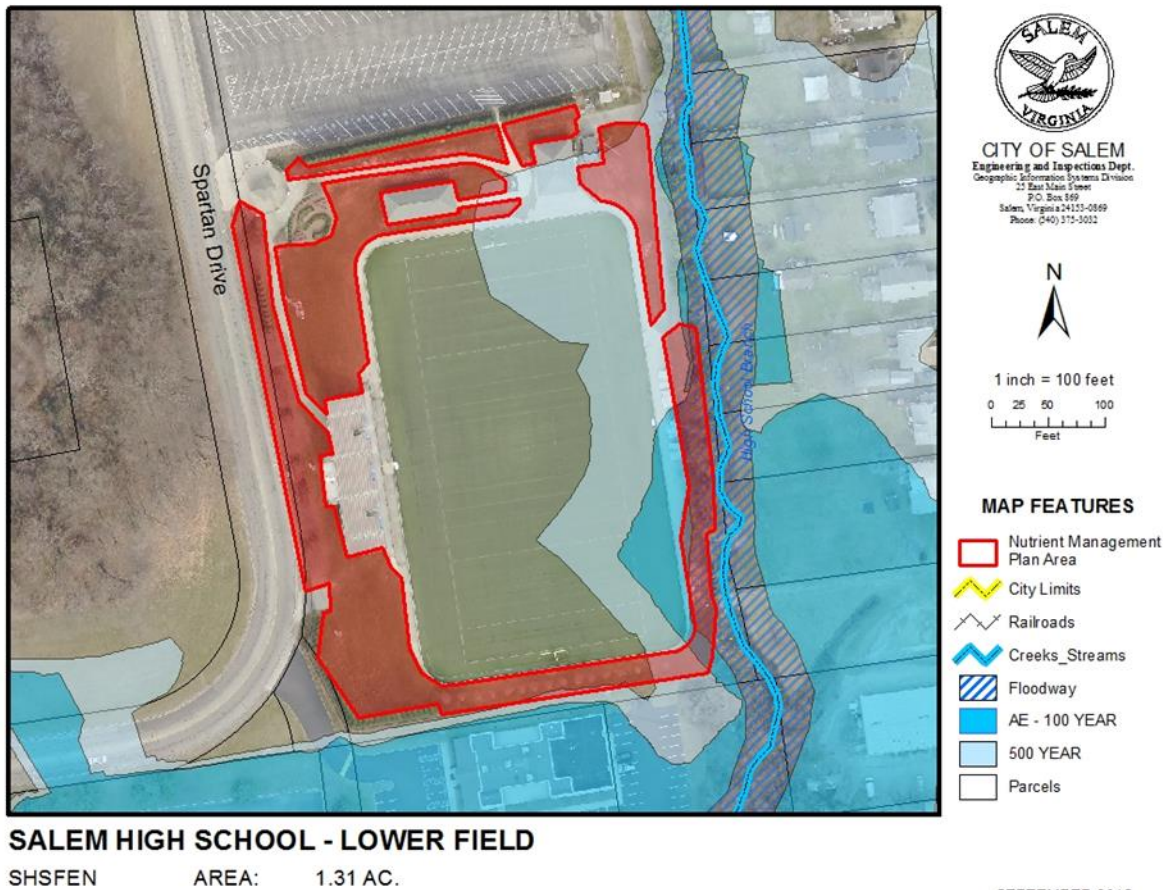 Spartan Drive
High School Branch
SALEM
VIRGINIA
CITY OF SALEM
Engineering and Inspections Dept.
Geographic Information Systems Division
25 East Main Street
P.O. Box 869
Salem, Virginia 24153-0869
Phone: (540) 375-3032
N
1 inch = 100 feet
0 25 50 100
Feet
MAP FEATURES
Nutrient Management
Plan Area
City Limits
Railroads
Creeks_Streams
Floodway
AE - 100 YEAR
500 YEAR
Parcels
SALEM HIGH SCHOOL - LOWER FIELD
SHSFEN AREA: 1.31 AC.